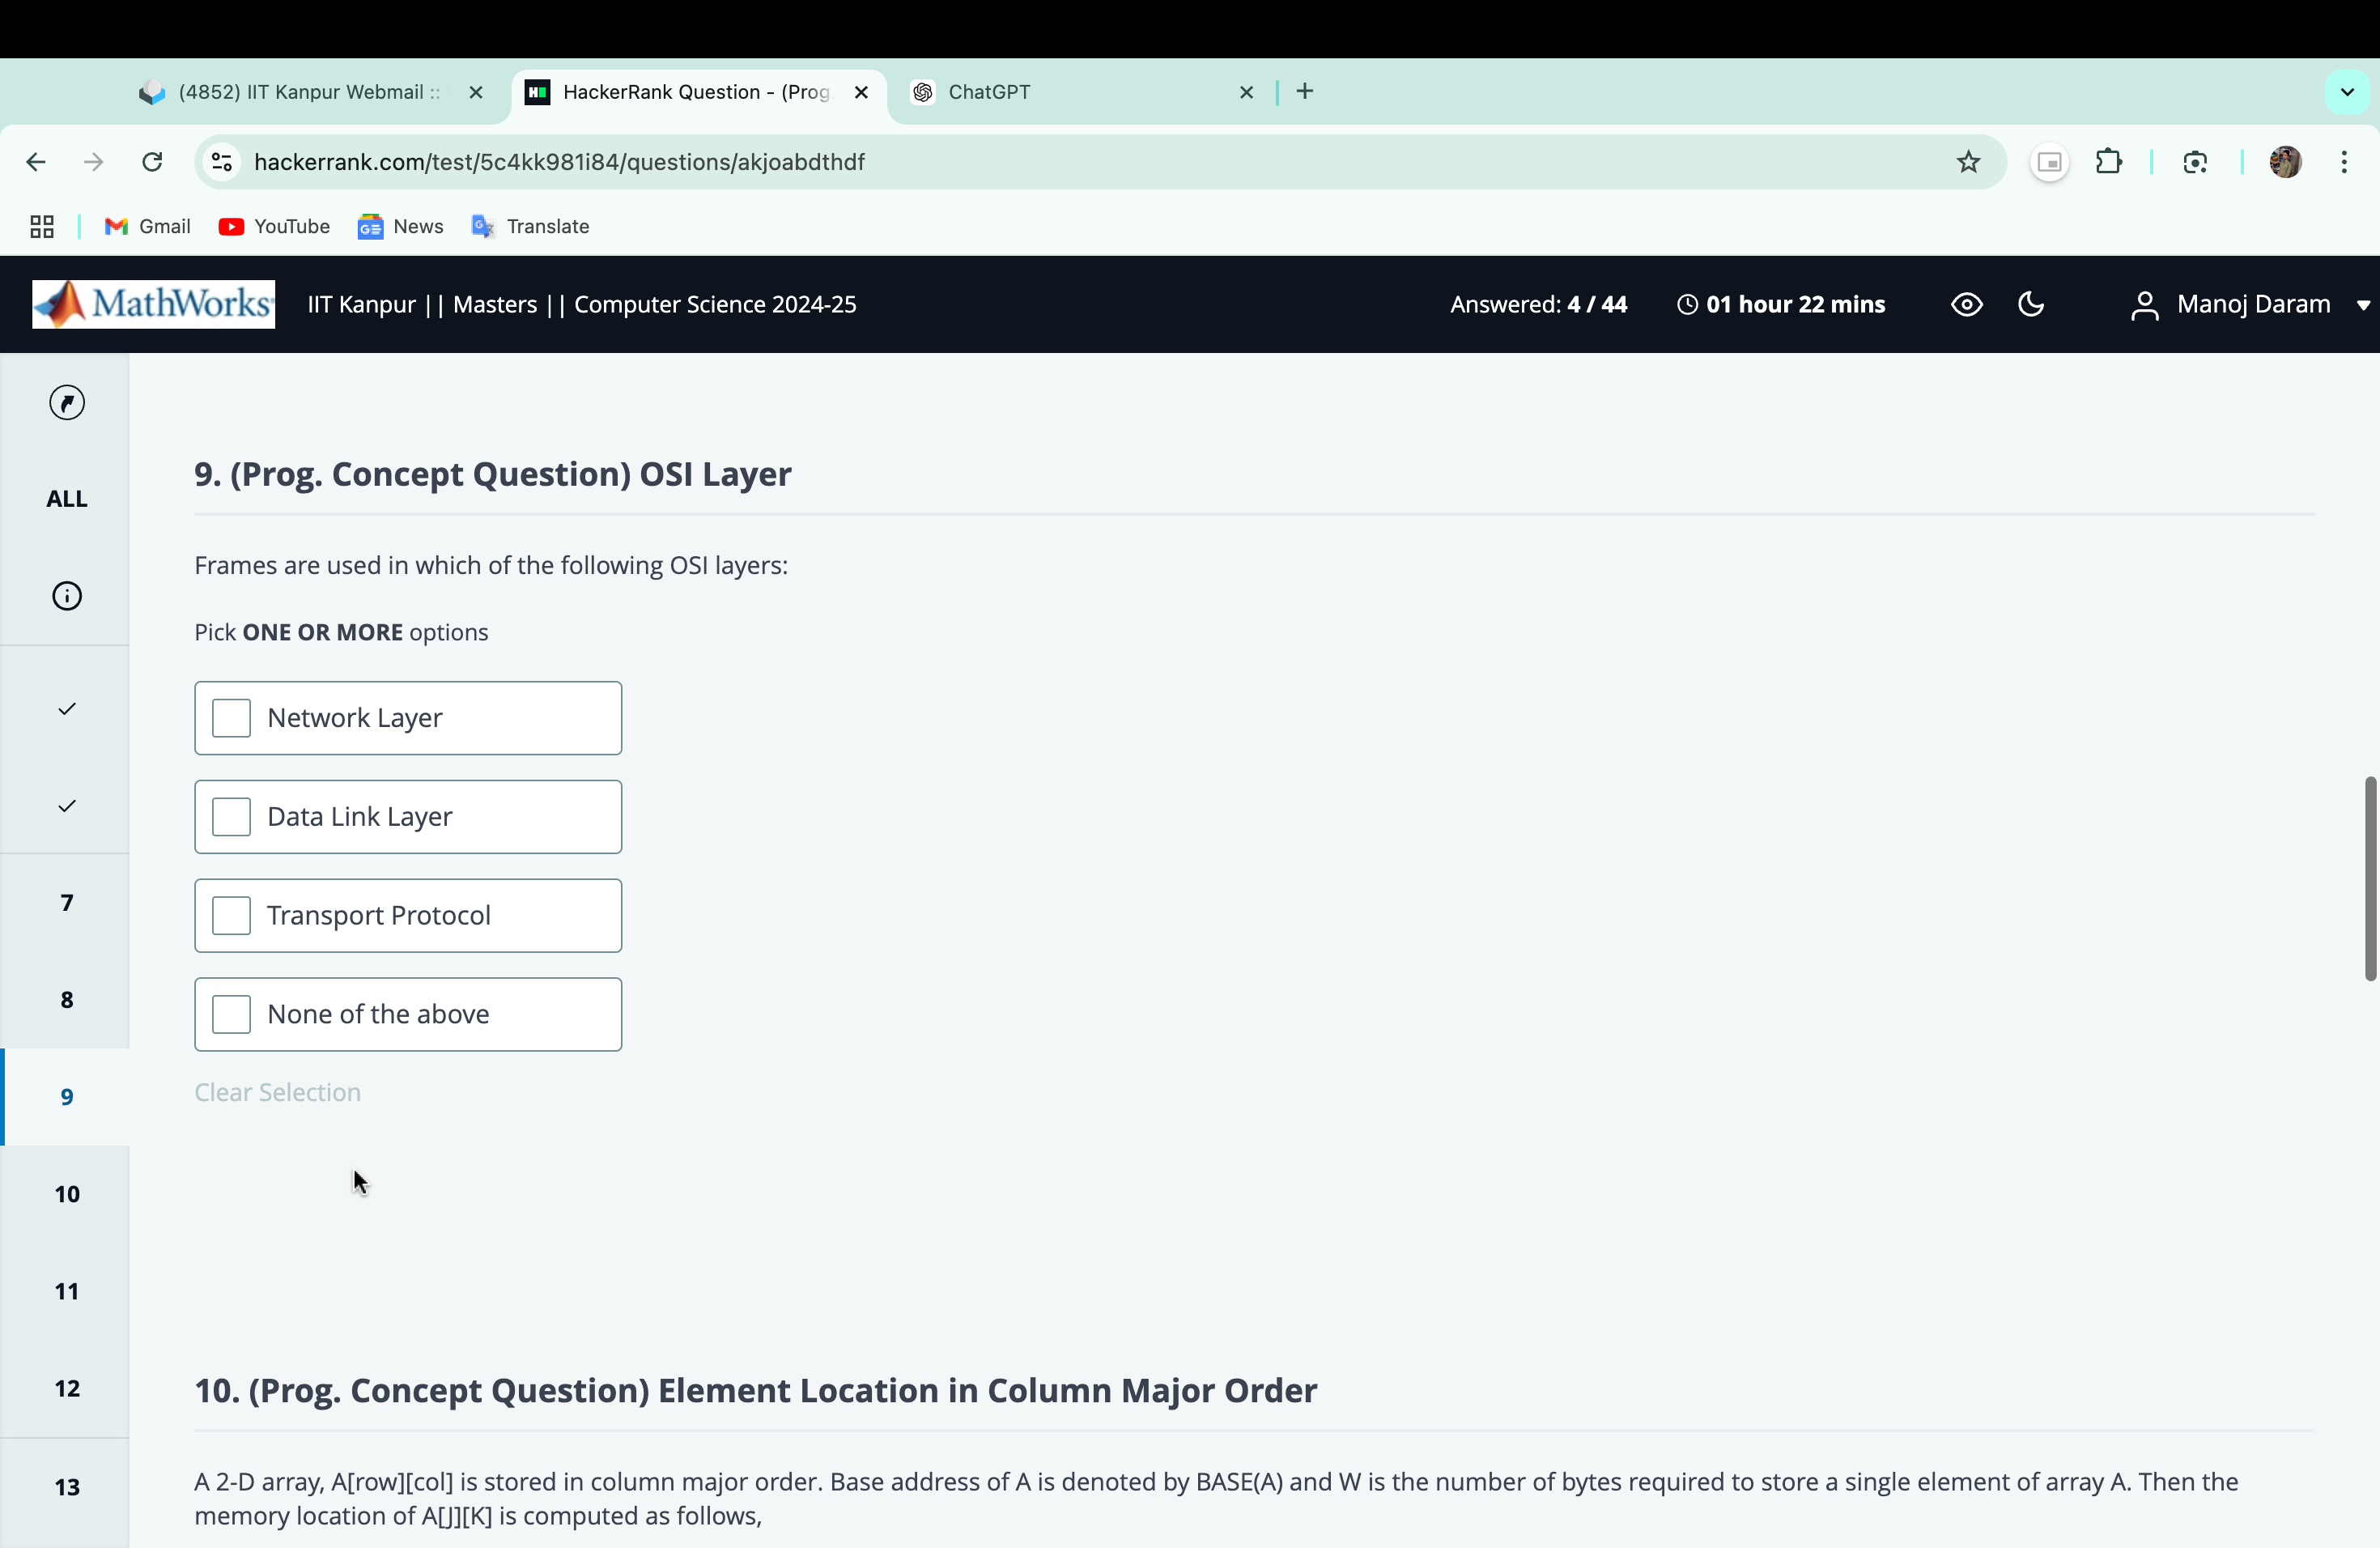 (4852) IIT Kanpur Webmail ::
HackerRank Question - (Prog.
ChatGPT
hackerrank.com/test/5c4kk981i84/questions/akjoabdthdf
Gmail
YouTube
News
Translate
MathWorks
IIT Kanpur || Masters || Computer Science 2024-25
Answered: 4 / 44
01 hour 22 mins
Manoj Daram
ALL
7
8
9
10
11
12
13
9. (Prog. Concept Question) OSI Layer
Frames are used in which of the following OSI layers:
Pick ONE OR MORE options
Network Layer
Data Link Layer
Transport Protocol
None of the above
Clear Selection
10. (Prog. Concept Question) Element Location in Column Major Order
A 2-D array, A[row][col] is stored in column major order. Base address of A is denoted by BASE(A) and W is the number of bytes required to store a single element of array A. Then the
memory location of A[J][K] is computed as follows,